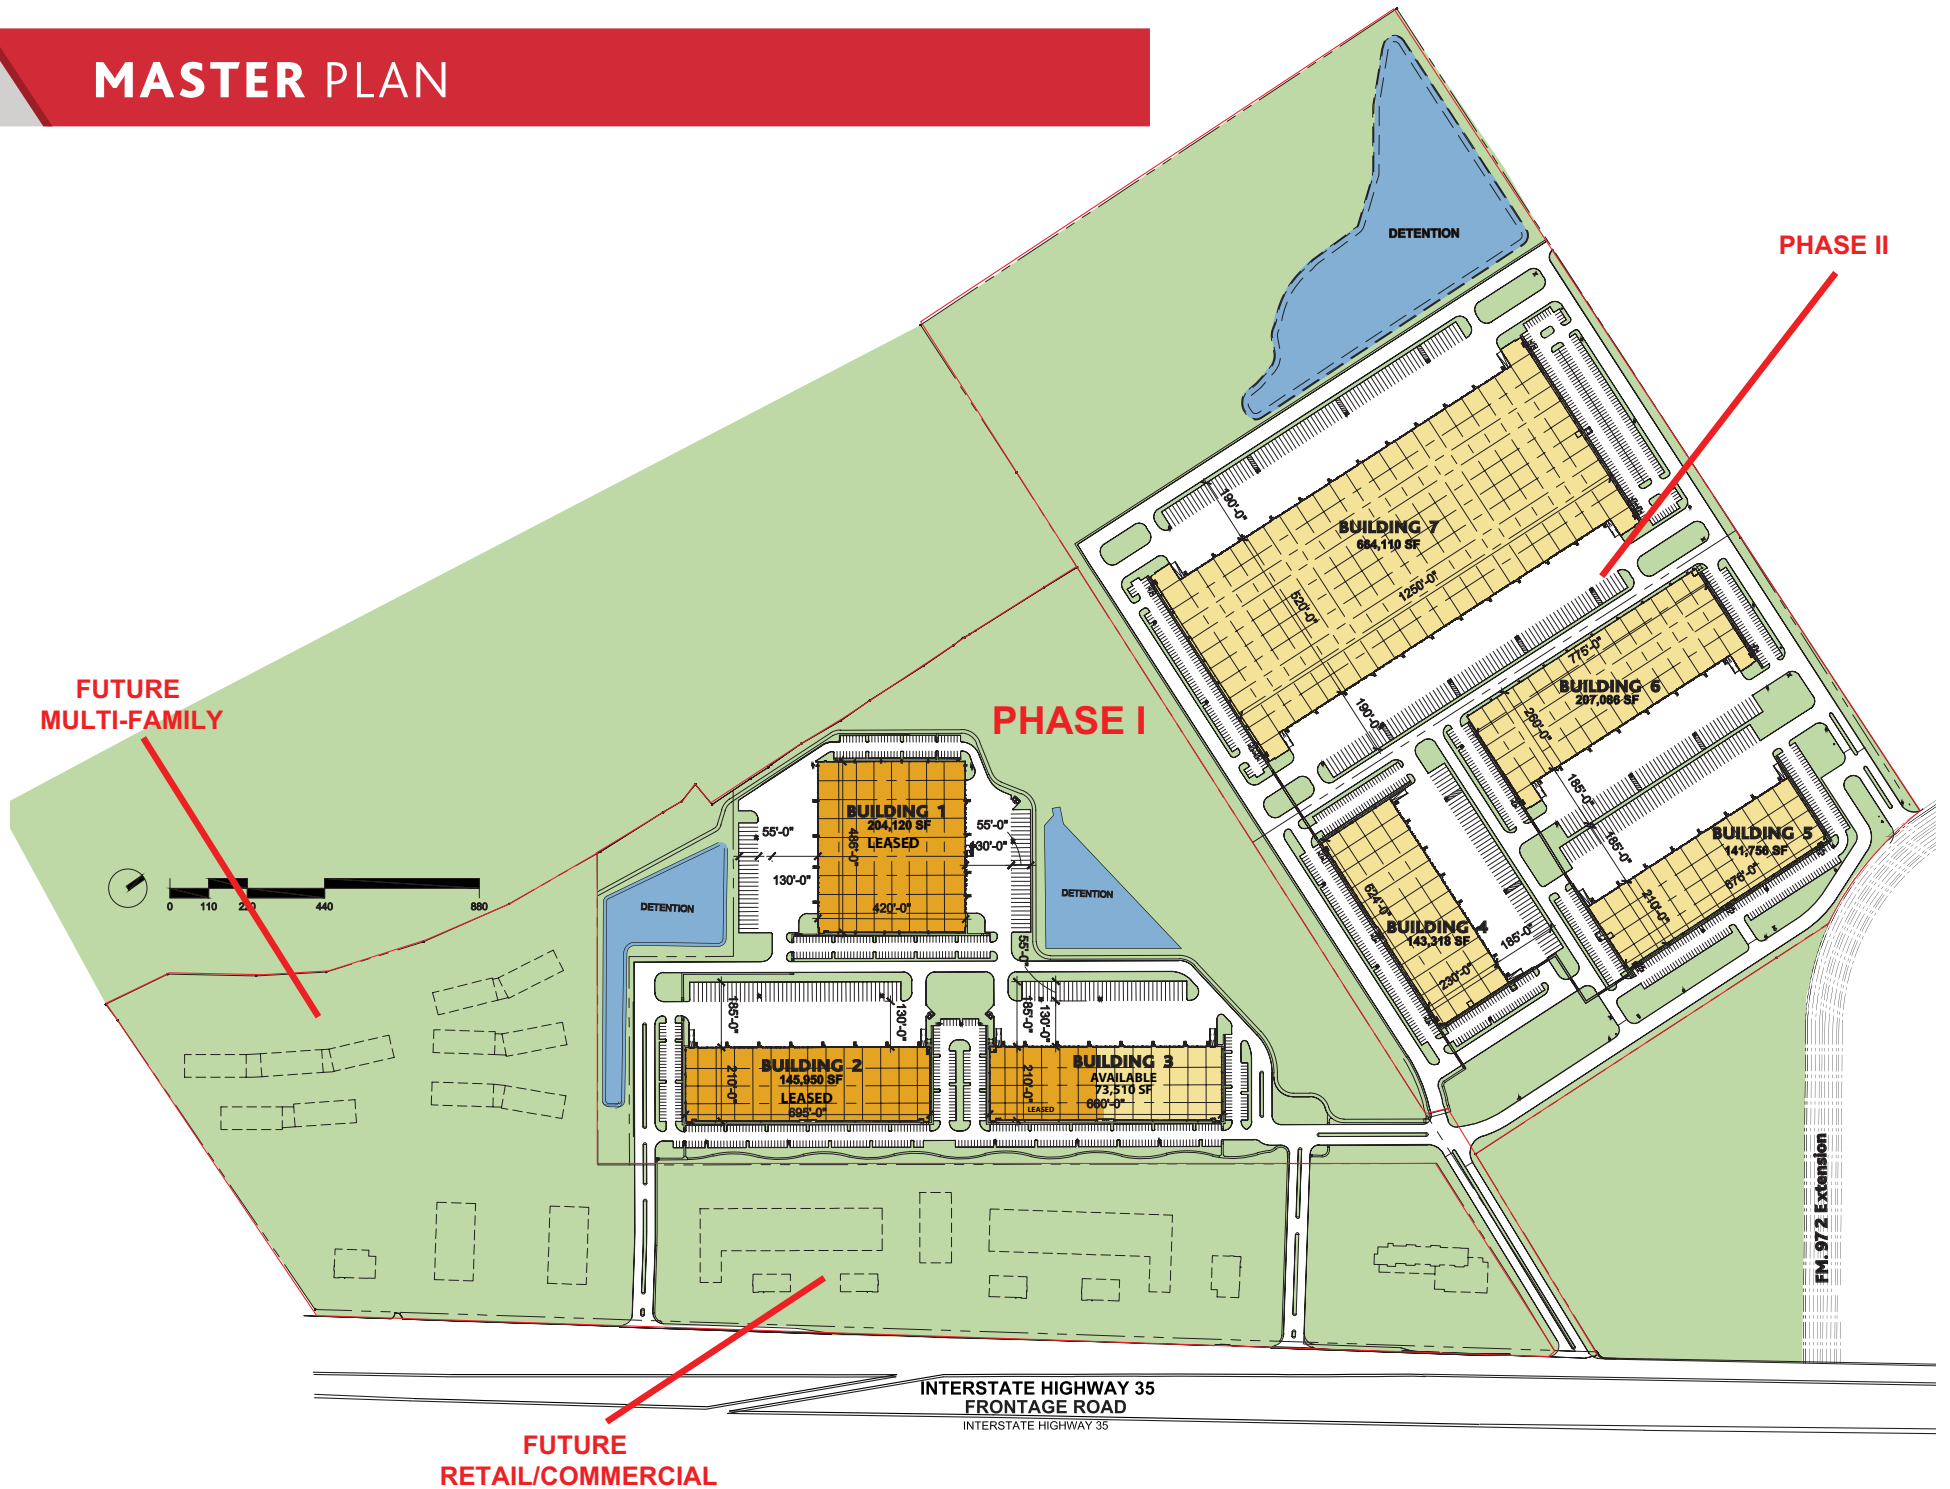 MASTER PLAN
DETENTION
PHASE II
190'-0"
BUILDING 7
664,110 SF
520'-0"
1250'-0"
190'-0"
775'-0"
BUILDING 6
207,086 SF
260'-0"
185'-0"
185'-0"
BUILDING 5
141,756 SF
676'-0"
210'-0"
624'-0"
BUILDING 4
143,318 SF
185'-0"
230'-0"
FUTURE
MULTI-FAMILY
PHASE I
BUILDING 1
204,120 SF
LEASED
486'-0"
420'-0"
55'-0"
130'-0"
55'-0"
130'-0"
DETENTION
DETENTION
0 110 220 440 880
55'-0"
185'-0"
130'-0"
185'-0"
130'-0"
BUILDING 2
145,950 SF
LEASED
695'-0"
210'-0"
BUILDING 3
AVAILABLE
73,510 SF
660'-0"
LEASED
210'-0"
FM. 972 Extension
INTERSTATE HIGHWAY 35
FRONTAGE ROAD
INTERSTATE HIGHWAY 35
FUTURE
RETAIL/COMMERCIAL